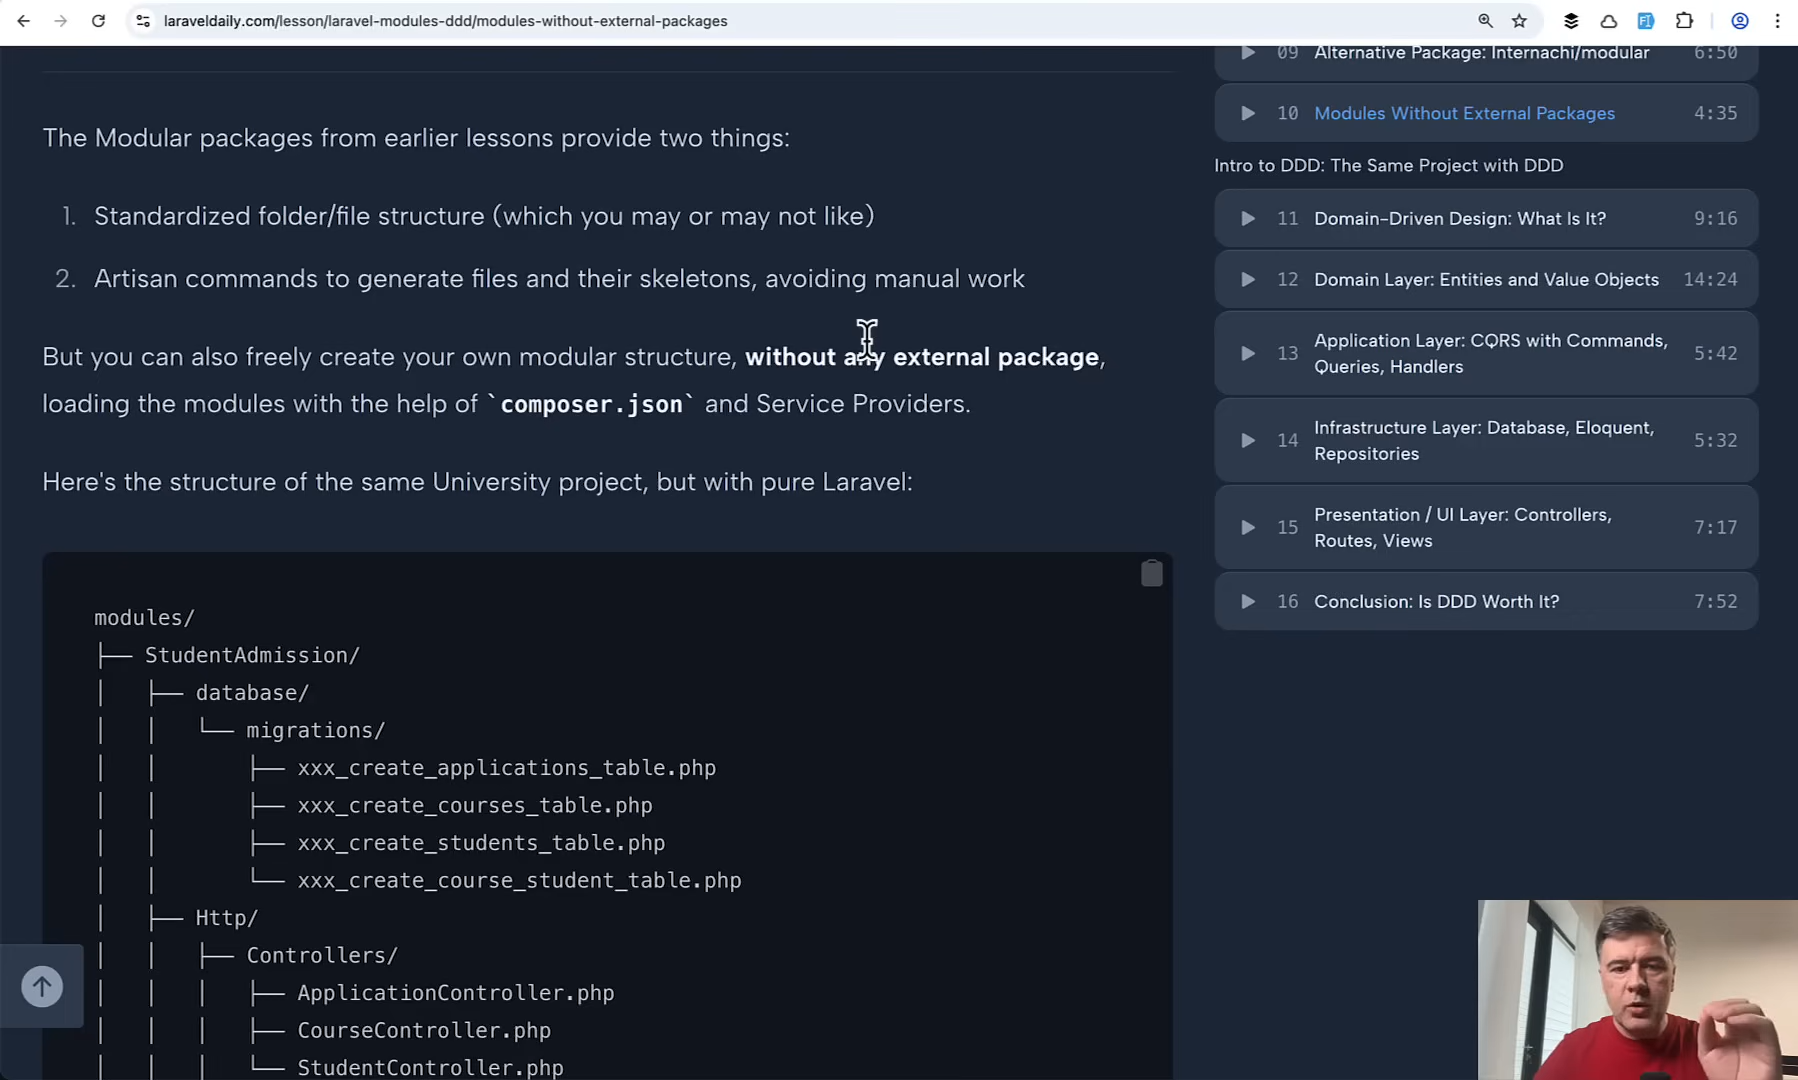 laraveldaily.com/lesson/laravel-modules-ddd/modules-without-external-packages
The Modular packages from earlier lessons provide two things:
1. Standardized folder/file structure (which you may or may not like)
2. Artisan commands to generate files and their skeletons, avoiding manual work
But you can also freely create your own modular structure, without any external package,
loading the modules with the help of `composer.json` and Service Providers.
Here's the structure of the same University project, but with pure Laravel:
modules/
├── StudentAdmission/
│   ├── database/
│   │   └── migrations/
│   │       ├── xxx_create_applications_table.php
│   │       ├── xxx_create_courses_table.php
│   │       ├── xxx_create_students_table.php
│   │       └── xxx_create_course_student_table.php
│   ├── Http/
│   │   ├── Controllers/
│   │   │   ├── ApplicationController.php
│   │   │   ├── CourseController.php
│   │   │   └── StudentController.php
09 Alternative Package: Internachi/modular 6:50
10 Modules Without External Packages 4:35
Intro to DDD: The Same Project with DDD
11 Domain-Driven Design: What Is It? 9:16
12 Domain Layer: Entities and Value Objects 14:24
13 Application Layer: CQRS with Commands,
Queries, Handlers 5:42
14 Infrastructure Layer: Database, Eloquent,
Repositories 5:32
15 Presentation / UI Layer: Controllers,
Routes, Views 7:17
16 Conclusion: Is DDD Worth It? 7:52